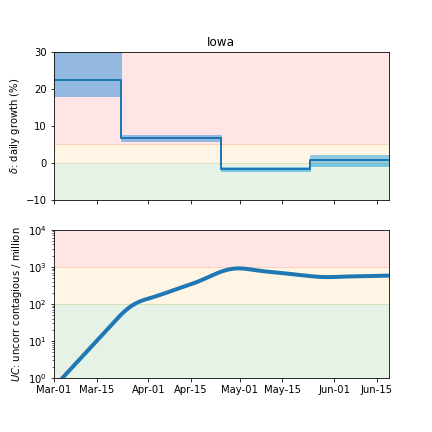 Iowa
30
20
10
0
−10
δ: daily growth (%)
10⁴
10³
10²
10¹
10⁰
UC: uncorr contagious / million
Mar-01 Mar-15 Apr-01 Apr-15 May-01 May-15 Jun-01 Jun-15